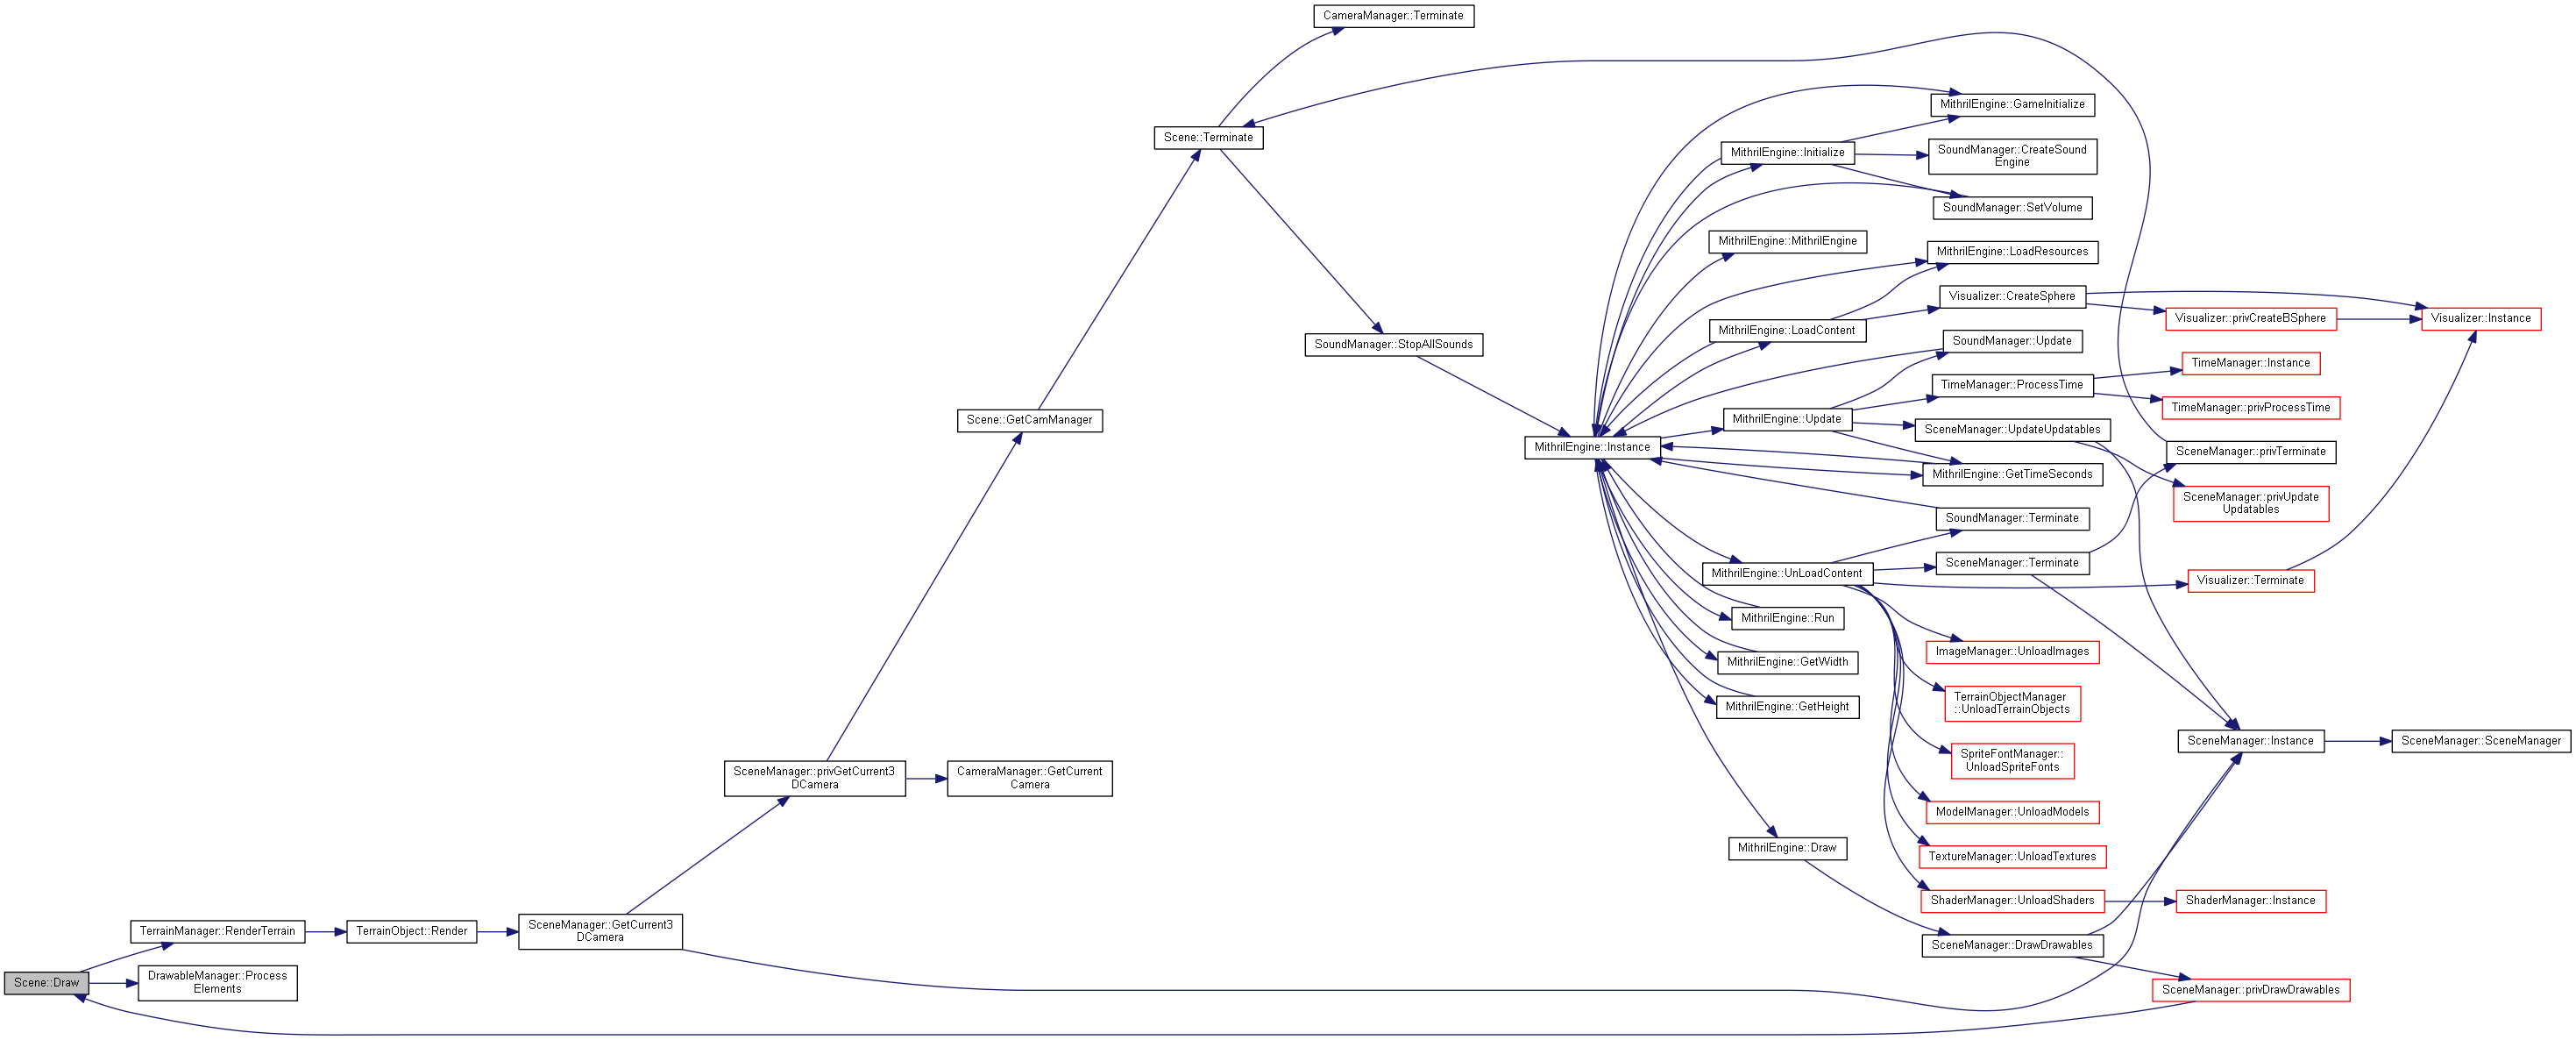 CameraManager::Terminate
MithrilEngine::GameInitialize
Scene::Terminate
MithrilEngine::Initialize
SoundManager::CreateSound
Engine
SoundManager::SetVolume
MithrilEngine::MithrilEngine
MithrilEngine::LoadResources
Visualizer::CreateSphere
Visualizer::privCreateBSphere
Visualizer::Instance
MithrilEngine::LoadContent
SoundManager::StopAllSounds
SoundManager::Update
TimeManager::Instance
TimeManager::ProcessTime
TimeManager::privProcessTime
Scene::GetCamManager
MithrilEngine::Update
SceneManager::UpdateUpdatables
MithrilEngine::Instance
SceneManager::privTerminate
MithrilEngine::GetTimeSeconds
SceneManager::privUpdate
Updatables
SoundManager::Terminate
SceneManager::Terminate
MithrilEngine::UnLoadContent
Visualizer::Terminate
MithrilEngine::Run
ImageManager::UnloadImages
MithrilEngine::GetWidth
TerrainObjectManager
::UnloadTerrainObjects
MithrilEngine::GetHeight
SceneManager::Instance
SceneManager::SceneManager
SpriteFontManager::
UnloadSpriteFonts
SceneManager::privGetCurrent3
DCamera
CameraManager::GetCurrent
Camera
ModelManager::UnloadModels
MithrilEngine::Draw
TextureManager::UnloadTextures
ShaderManager::UnloadShaders
ShaderManager::Instance
TerrainManager::RenderTerrain
TerrainObject::Render
SceneManager::GetCurrent3
DCamera
SceneManager::DrawDrawables
Scene::Draw
DrawableManager::Process
Elements
SceneManager::privDrawDrawables